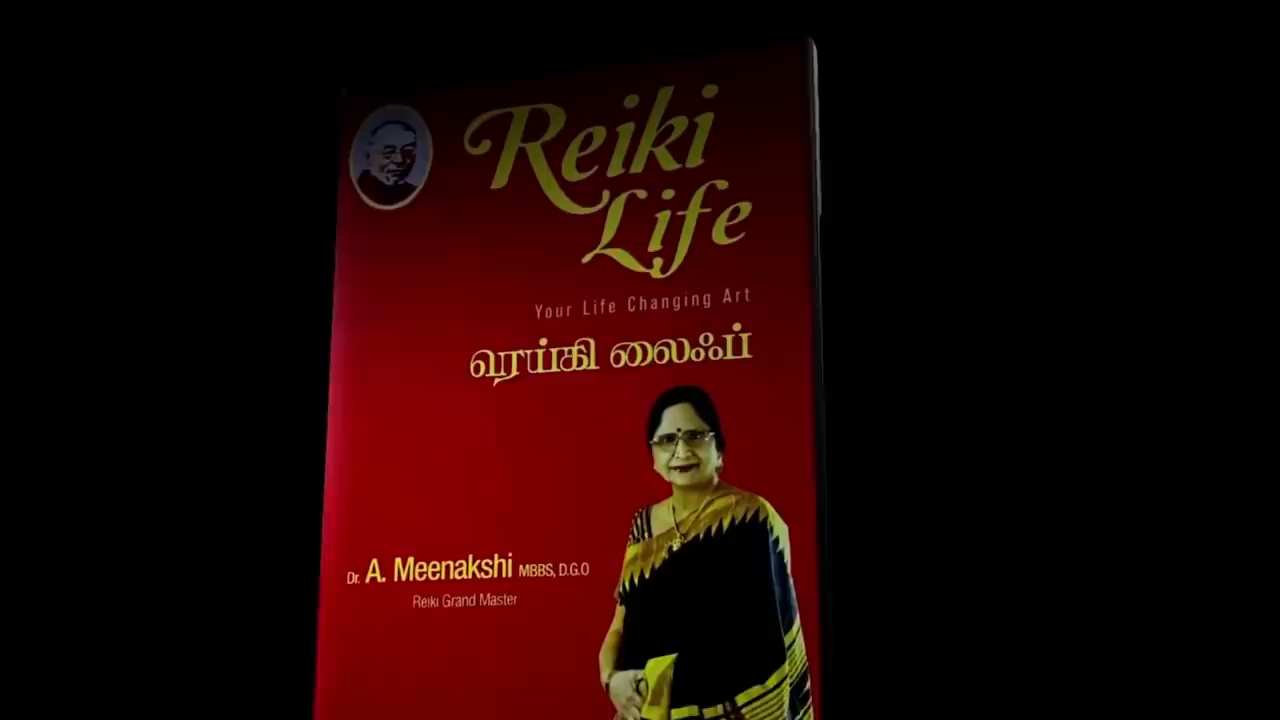 Reiki
Life
Your Life Changing Art
ரெய்கி லைஃப்
Dr. A. Meenakshi MBBS, D.G.O
Reiki Grand Master